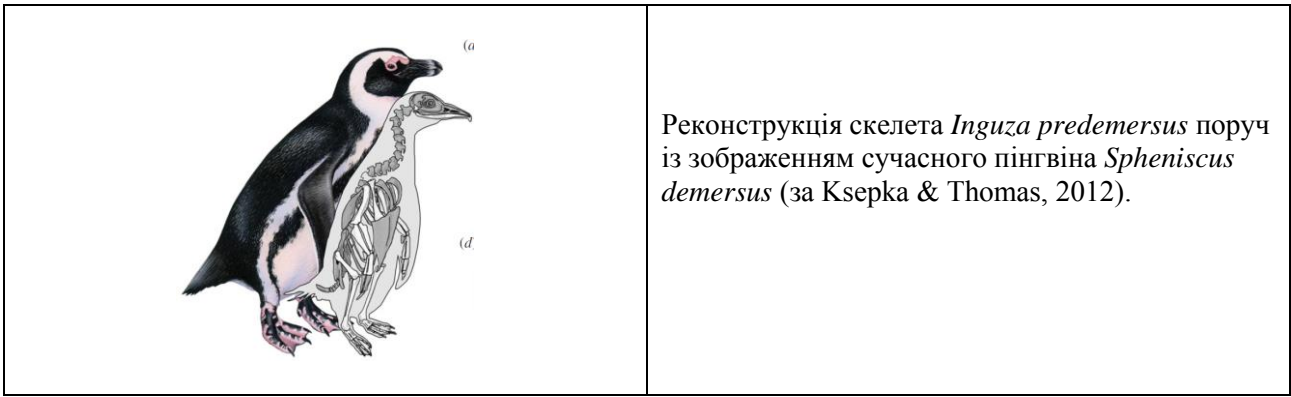 (a
(d
Реконструкція скелета Inguza predemersus поруч
із зображенням сучасного пінгвіна Spheniscus
demersus (за Ksepka & Thomas, 2012).